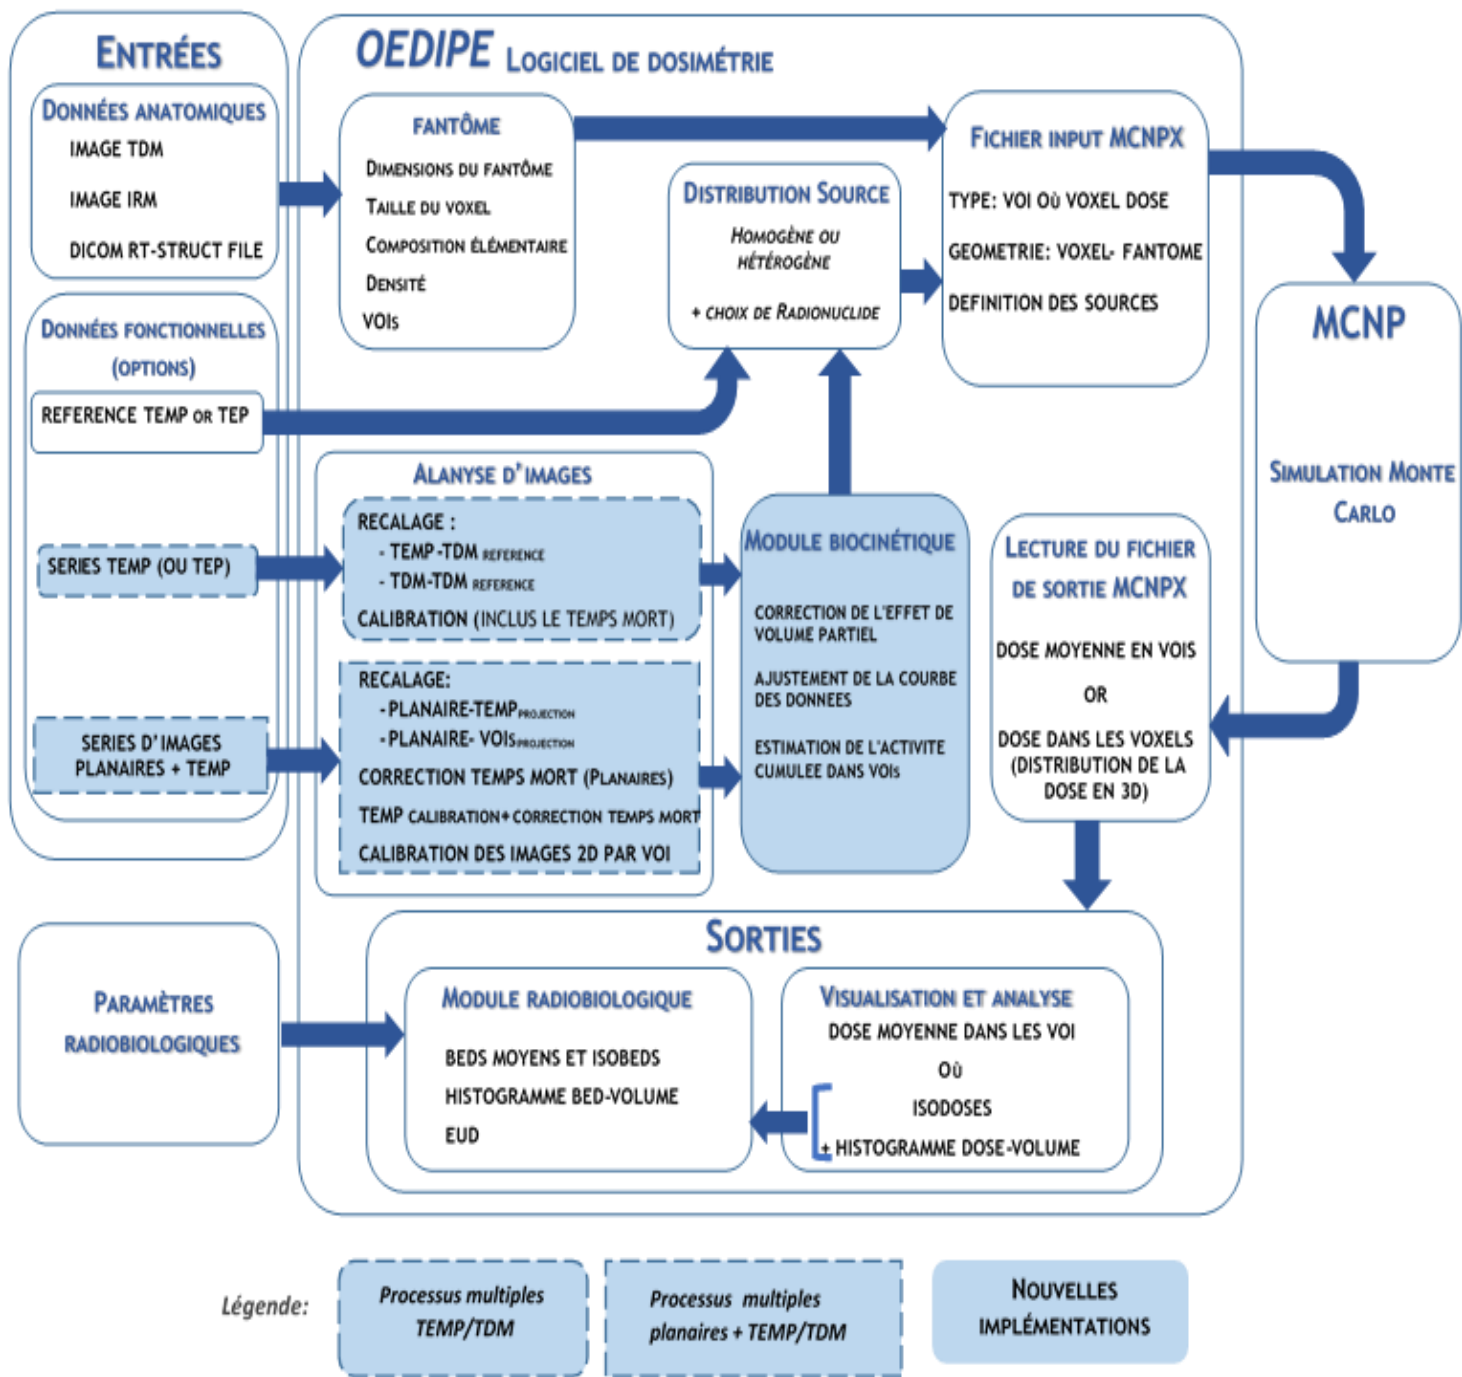 ENTRÉES
DONNÉES ANATOMIQUES
IMAGE TDM
IMAGE IRM
DICOM RT-STRUCT FILE
DONNÉES FONCTIONNELLES
(OPTIONS)
REFERENCE TEMP OR TEP
SERIES TEMP (OU TEP)
SERIES D'IMAGES
PLANAIRES + TEMP
PARAMÈTRES
RADIOBIOLOGIQUES
OEDIPE LOGICIEL DE DOSIMÉTRIE
FANTÔME
DIMENSIONS DU FANTÔME
TAILLE DU VOXEL
COMPOSITION ÉLÉMENTAIRE
DENSITÉ
VOIS
DISTRIBUTION SOURCE
HOMOGÈNE OU
HÉTÉROGÈNE
+ CHOIX DE RADIONUCLIDE
FICHIER INPUT MCNPX
TYPE: VOI Où VOXEL DOSE
GEOMETRIE: VOXEL- FANTOME
DEFINITION DES SOURCES
MCNP
SIMULATION MONTE
CARLO
ALANYSE D'IMAGES
RECALAGE :
- TEMP-TDM REFERENCE
- TDM-TDM REFERENCE
CALIBRATION (INCLUS LE TEMPS MORT)
RECALAGE:
-PLANAIRE-TEMP PROJECTION
-PLANAIRE- VOIS PROJECTION
CORRECTION TEMPS MORT (PLANAIRES)
TEMP CALIBRATION+ CORRECTION TEMPS MORT
CALIBRATION DES IMAGES 2D PAR VOI
MODULE BIOCINÉTIQUE
CORRECTION DE L'EFFET DE
VOLUME PARTIEL
AJUSTEMENT DE LA COURBE
DES DONNEES
ESTIMATION DE L'ACTIVITE
CUMULEE DANS VOIS
LECTURE DU FICHIER
DE SORTIE MCNPX
DOSE MOYENNE EN VOIS
OR
DOSE DANS LES VOXELS
(DISTRIBUTION DE LA
DOSE EN 3D)
SORTIES
MODULE RADIOBIOLOGIQUE
BEDS MOYENS ET ISOBEDS
HISTOGRAMME BED-VOLUME
EUD
VISUALISATION ET ANALYSE
DOSE MOYENNE DANS LES VOI
Où
ISODOSES
+ HISTOGRAMME DOSE-VOLUME
Légende:
Processus multiples
TEMP/TDM
Processus multiples
planaires + TEMP/TDM
NOUVELLES
IMPLÉMENTATIONS